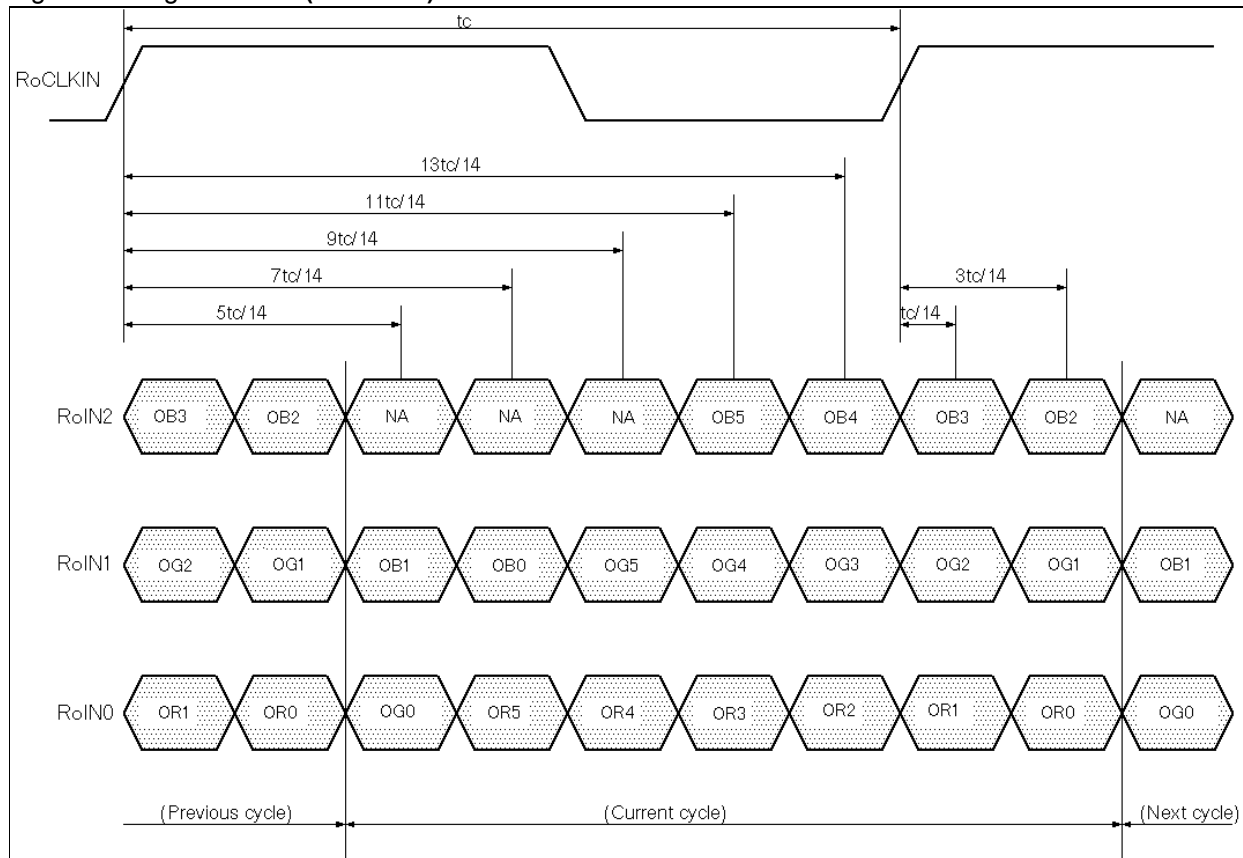 tc
RoCLKIN
13tc/14
11tc/14
9tc/14
7tc/14
3tc/14
5tc/14
tc/14
RoIN2 OB3 OB2 NA NA NA OB5 OB4 OB3 OB2 NA
RoIN1 OG2 OG1 OB1 OB0 OG5 OG4 OG3 OG2 OG1 OB1
RoIN0 OR1 OR0 OG0 OR5 OR4 OR3 OR2 OR1 OR0 OG0
(Previous cycle) (Current cycle) (Next cycle)